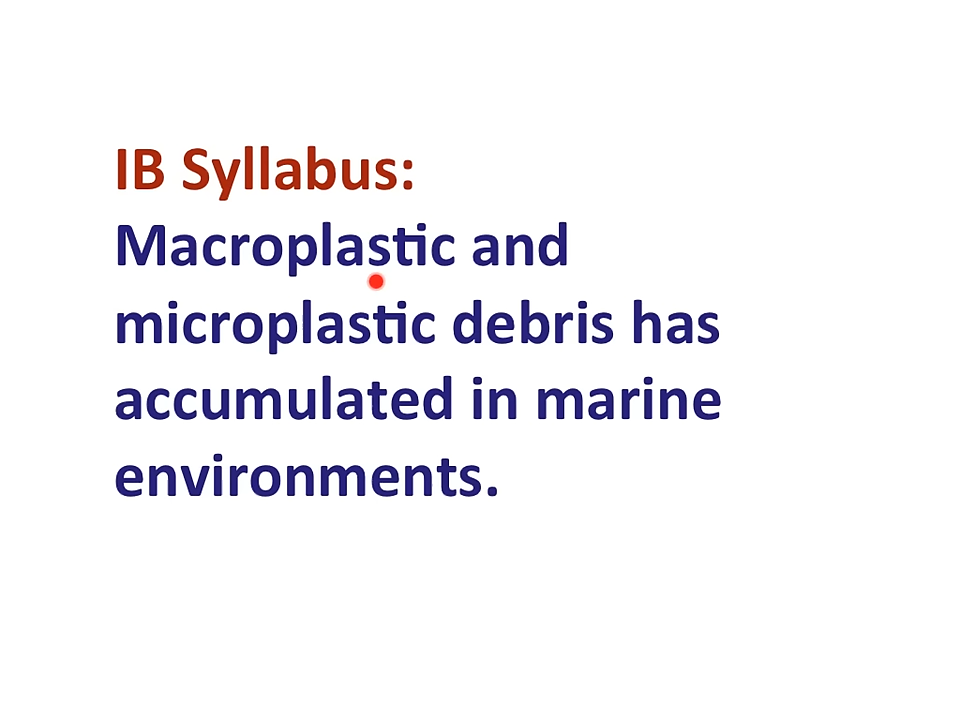 IB Syllabus:
Macroplastic and
microplastic debris has
accumulated in marine
environments.